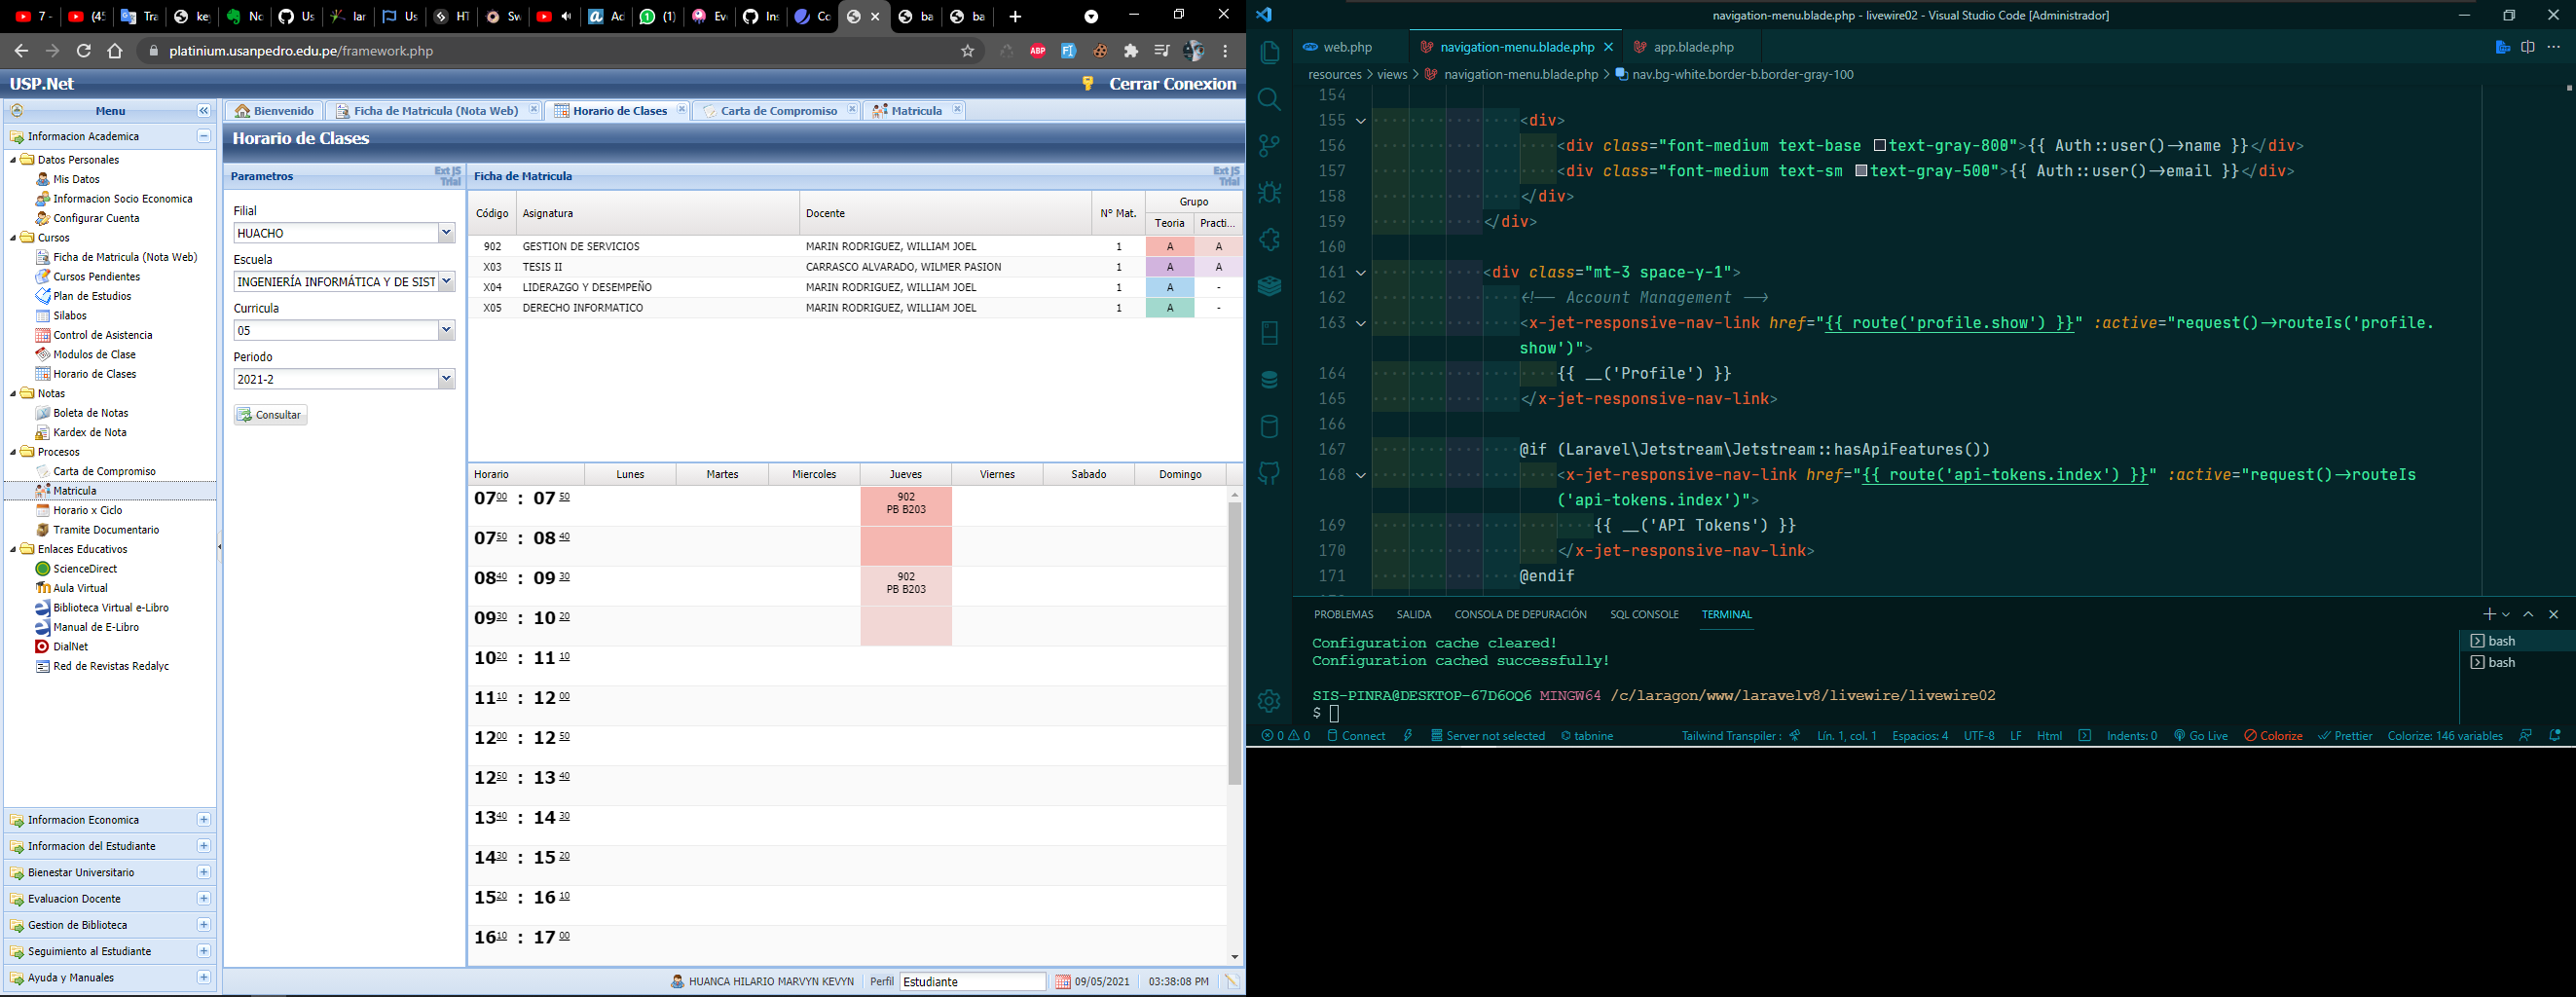 7 -
(45
Tra
ke
No
Us
lar
Us
HT
Sw
Ad
(1)
Ev
Ins
Co
ba
ba
platinium.usanpedro.edu.pe/framework.php
USP.Net
Cerrar Conexion
Menu
Bienvenido
Ficha de Matricula (Nota Web)
Horario de Clases
Carta de Compromiso
Matricula
Informacion Academica
Datos Personales
Mis Datos
Informacion Socio Economica
Configurar Cuenta
Cursos
Ficha de Matricula (Nota Web)
Cursos Pendientes
Plan de Estudios
Silabos
Control de Asistencia
Modulos de Clase
Horario de Clases
Notas
Boleta de Notas
Kardex de Nota
Procesos
Carta de Compromiso
Matricula
Horario x Ciclo
Tramite Documentario
Enlaces Educativos
ScienceDirect
Aula Virtual
Biblioteca Virtual e-Libro
Manual de E-Libro
DialNet
Red de Revistas Redalyc
Informacion Economica
Informacion del Estudiante
Bienestar Universitario
Evaluacion Docente
Gestion de Biblioteca
Seguimiento al Estudiante
Ayuda y Manuales
Horario de Clases
Parametros
Ext JS Trial
Filial
HUACHO
Escuela
INGENIERÍA INFORMÁTICA Y DE SIST
Curricula
05
Periodo
2021-2
Consultar
Ficha de Matricula
Ext JS Trial
Código Asignatura Docente N° Mat. Grupo
Teoria Practi...
902 GESTION DE SERVICIOS MARIN RODRIGUEZ, WILLIAM JOEL 1 A A
X03 TESIS II CARRASCO ALVARADO, WILMER PASION 1 A A
X04 LIDERAZGO Y DESEMPEÑO MARIN RODRIGUEZ, WILLIAM JOEL 1 A -
X05 DERECHO INFORMATICO MARIN RODRIGUEZ, WILLIAM JOEL 1 A -
Horario Lunes Martes Miercoles Jueves Viernes Sabado Domingo
07 00 : 07 50 902
PB B203
07 50 : 08 40
08 40 : 09 30 902
PB B203
09 30 : 10 20
10 20 : 11 10
11 10 : 12 00
12 00 : 12 50
12 50 : 13 40
13 40 : 14 30
14 30 : 15 20
15 20 : 16 10
16 10 : 17 00
HUANCA HILARIO MARVYN KEVYN Perfil Estudiante 09/05/2021 03:38:08 PM
navigation-menu.blade.php - livewire02 - Visual Studio Code [Administrador]
web.php
navigation-menu.blade.php
app.blade.php
resources > views > navigation-menu.blade.php > nav.bg-white.border-b.border-gray-100
154
155 <div>
156 <div class="font-medium text-base text-gray-800">{{ Auth::user()->name }}</div>
157 <div class="font-medium text-sm text-gray-500">{{ Auth::user()->email }}</div>
158 </div>
159 </div>
160
161 <div class="mt-3 space-y-1">
162 <!-- Account Management -->
163 <x-jet-responsive-nav-link href="{{ route('profile.show') }}" :active="request()->routeIs('profile.
show')">
164 {{ __('Profile') }}
165 </x-jet-responsive-nav-link>
166
167 @if (Laravel\Jetstream\Jetstream::hasApiFeatures())
168 <x-jet-responsive-nav-link href="{{ route('api-tokens.index') }}" :active="request()->routeIs
('api-tokens.index')">
169 {{ __('API Tokens') }}
170 </x-jet-responsive-nav-link>
171 @endif
PROBLEMAS SALIDA CONSOLA DE DEPURACIÓN SQL CONSOLE TERMINAL
Configuration cache cleared!
Configuration cached successfully!
SIS-PINRA@DESKTOP-67D6OQ6 MINGW64 /c/laragon/www/laravelv8/livewire/livewire02
$
bash
bash
0 0 Connect Server not selected tabnine Tailwind Transpiler : Lín. 1, col. 1 Espacios: 4 UTF-8 LF Html Indents: 0 Go Live Colorize Prettier Colorize: 146 variables